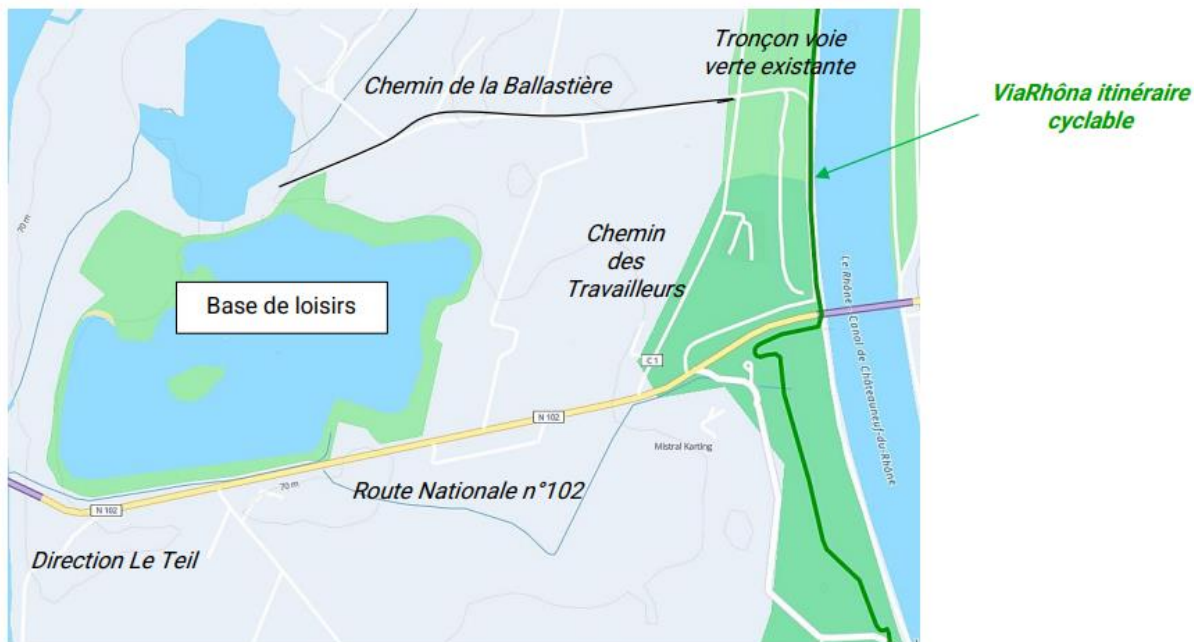 Tronçon voie
verte existante
Chemin de la Ballastière
ViaRhôna itinéraire
cyclable
70 m
Chemin
des
Travailleurs
Base de loisirs
Le Rhône - Canal de Châteauneuf-du-Rhône
C 1
N 102
Mistral Karting
70 m
Route Nationale n°102
N 102
Direction Le Teil